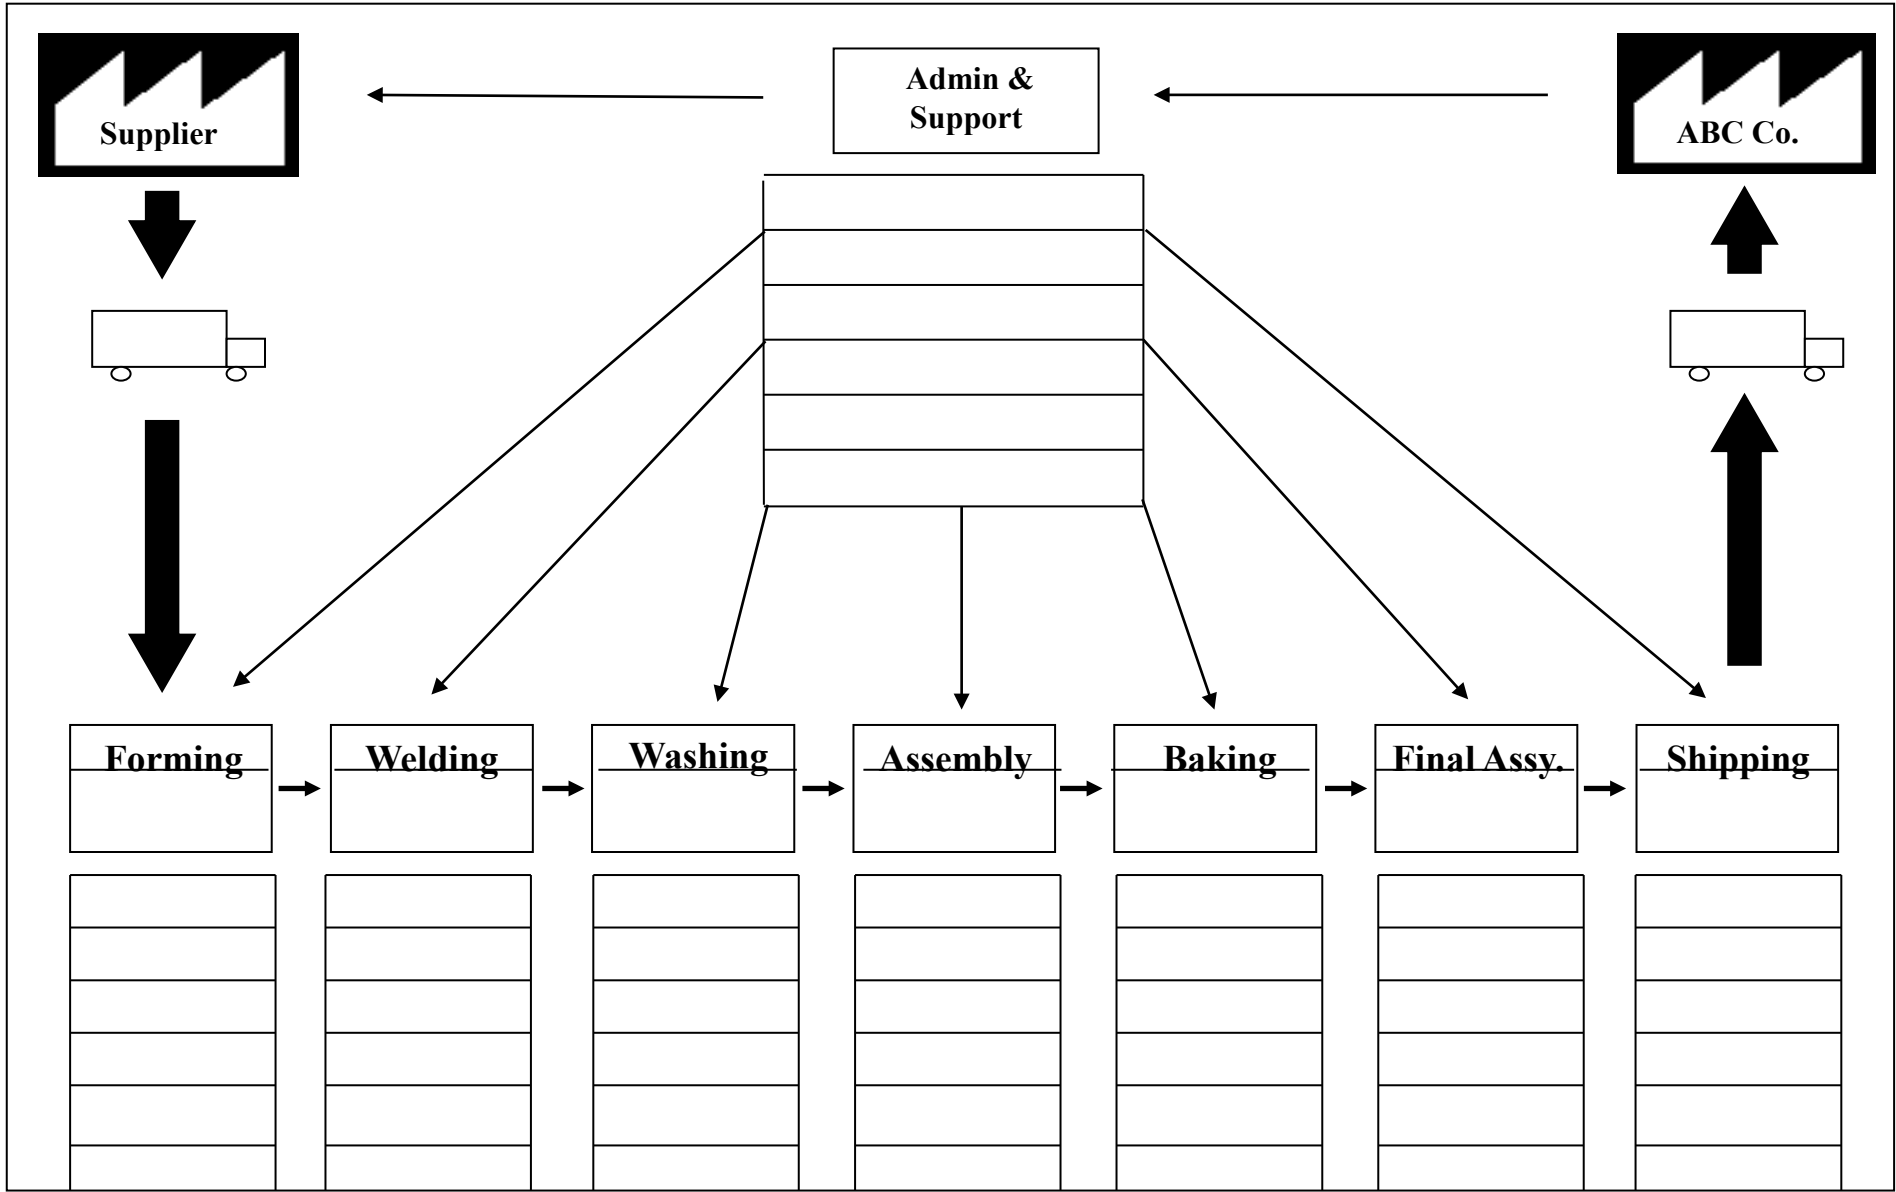 Admin &
Support
Supplier
ABC Co.
Forming
Welding
Washing
Assembly
Baking
Final Assy.
Shipping